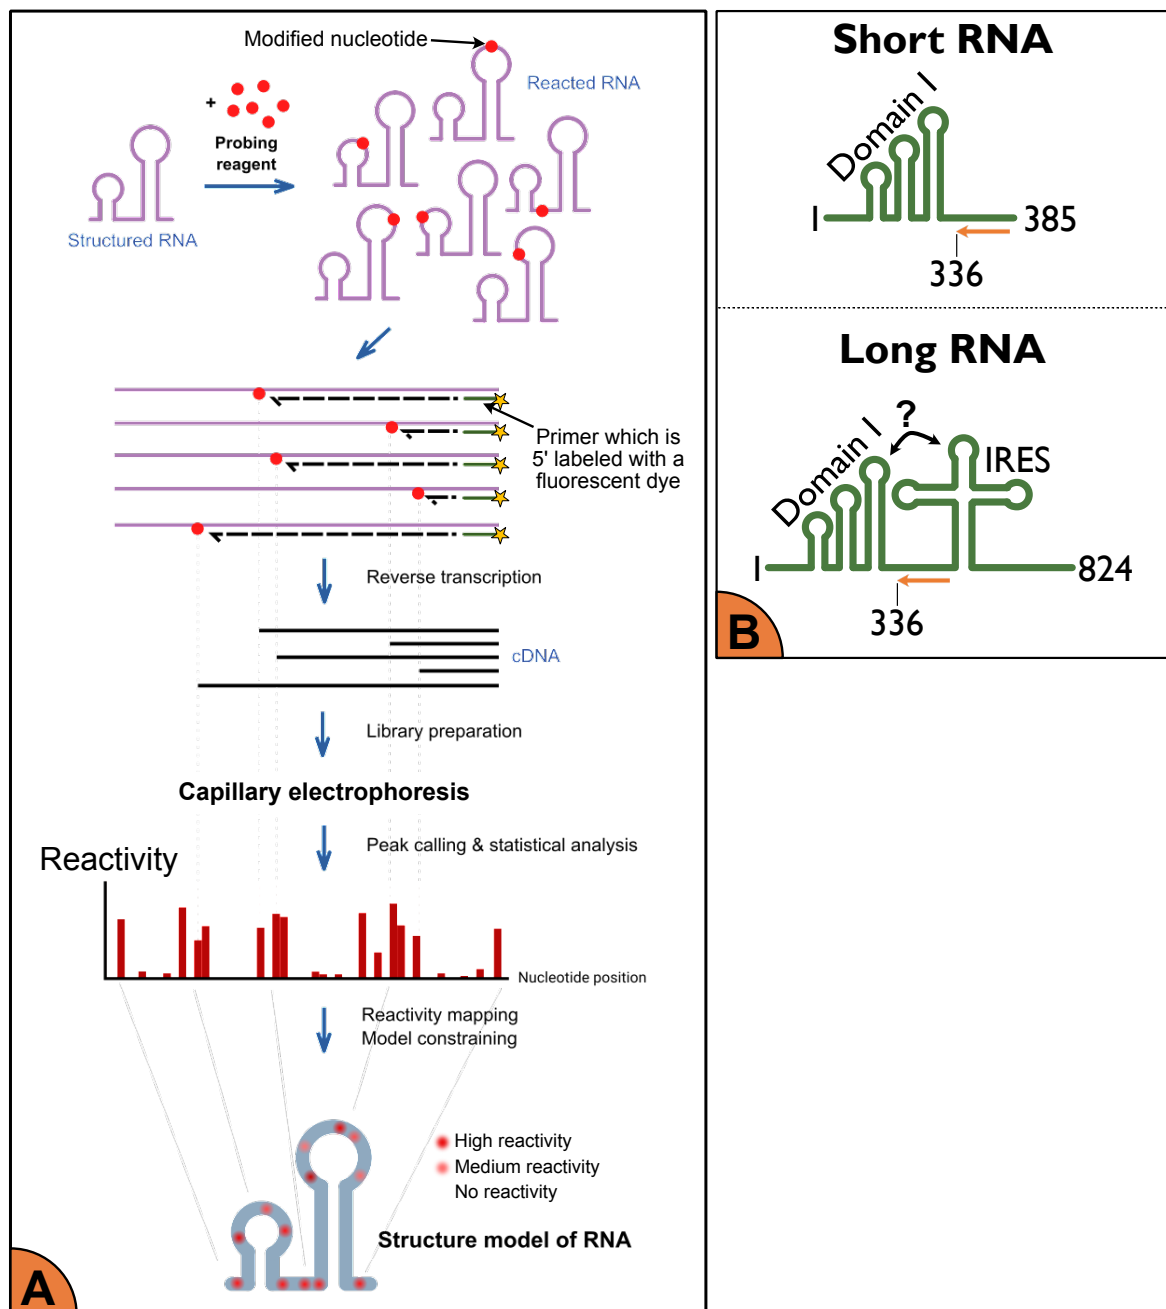 Modified nucleotide
Reacted RNA
+
Probing
reagent
Structured RNA
Primer which is
5' labeled with a
fluorescent dye
Reverse transcription
cDNA
Library preparation
Capillary electrophoresis
Peak calling & statistical analysis
Reactivity
Nucleotide position
Reactivity mapping
Model constraining
High reactivity
Medium reactivity
No reactivity
Structure model of RNA
A
Short RNA
Domain I
I
385
336
Long RNA
?
Domain I
IRES
I
824
336
B